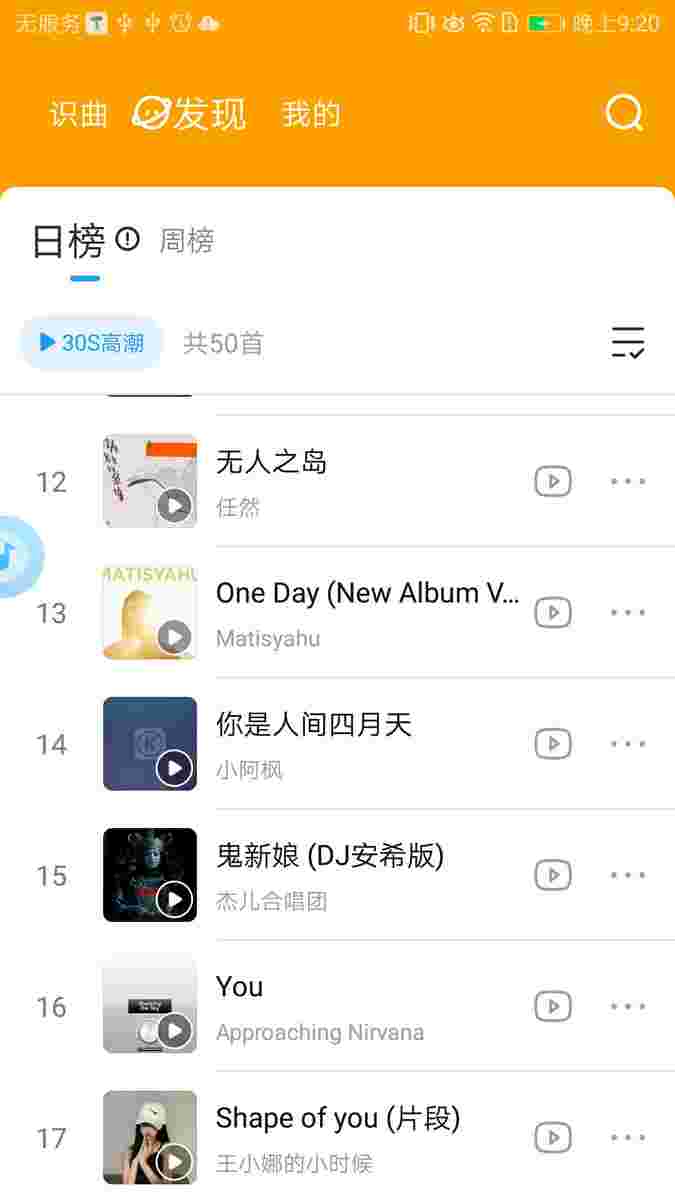 无服务
晚上9:20
识曲 发现 我的
日榜 周榜
30S高潮 共50首
12 无人之岛
任然
MATISYAHU
13 One Day (New Album V...
Matisyahu
14 你是人间四月天
小阿枫
15 鬼新娘 (DJ安希版)
杰儿合唱团
16 You
Approaching Nirvana
17 Shape of you (片段)
王小娜的小时候